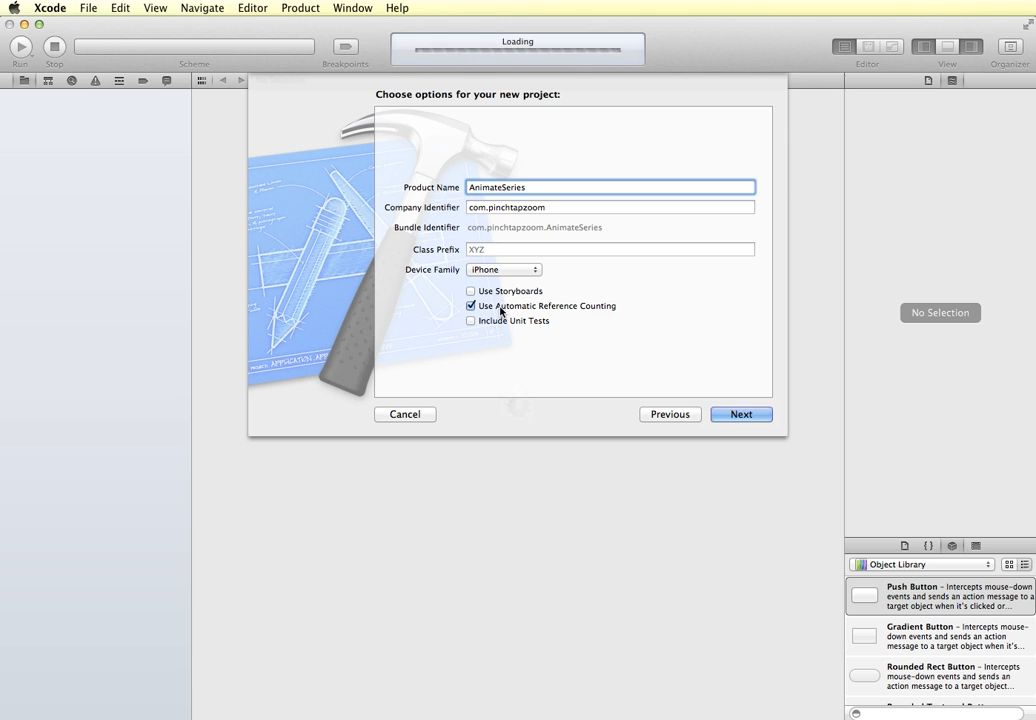 Xcode File Edit View Navigate Editor Product Window Help
Loading
Run Stop Scheme Breakpoints Editor View Organizer
Choose options for your new project:
Product Name AnimateSeries
Company Identifier com.pinchtapzoom
Bundle Identifier com.pinchtapzoom.AnimateSeries
Class Prefix XYZ
Device Family iPhone
Use Storyboards
Use Automatic Reference Counting
Include Unit Tests
Cancel Previous Next
No Selection
Object Library
Push Button – Intercepts mouse-down
events and sends an action message to a
target object when it's clicked or...
Gradient Button – Intercepts mouse-
down events and sends an action
message to a target object when it's...
Rounded Rect Button – Intercepts
mouse-down events and sends an
action message to a target object...